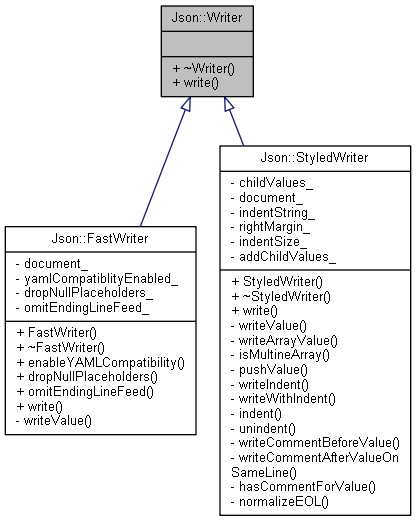 Json::Writer
+ ~Writer()
+ write()
Json::StyledWriter
- childValues_
- document_
- indentString_
- rightMargin_
- indentSize_
- addChildValues_
+ StyledWriter()
+ ~StyledWriter()
+ write()
- writeValue()
- writeArrayValue()
- isMultineArray()
- pushValue()
- writeIndent()
- writeWithIndent()
- indent()
- unindent()
- writeCommentBeforeValue()
- writeCommentAfterValueOn
SameLine()
- hasCommentForValue()
- normalizeEOL()
Json::FastWriter
- document_
- yamlCompatiblityEnabled_
- dropNullPlaceholders_
- omitEndingLineFeed_
+ FastWriter()
+ ~FastWriter()
+ enableYAMLCompatibility()
+ dropNullPlaceholders()
+ omitEndingLineFeed()
+ write()
- writeValue()